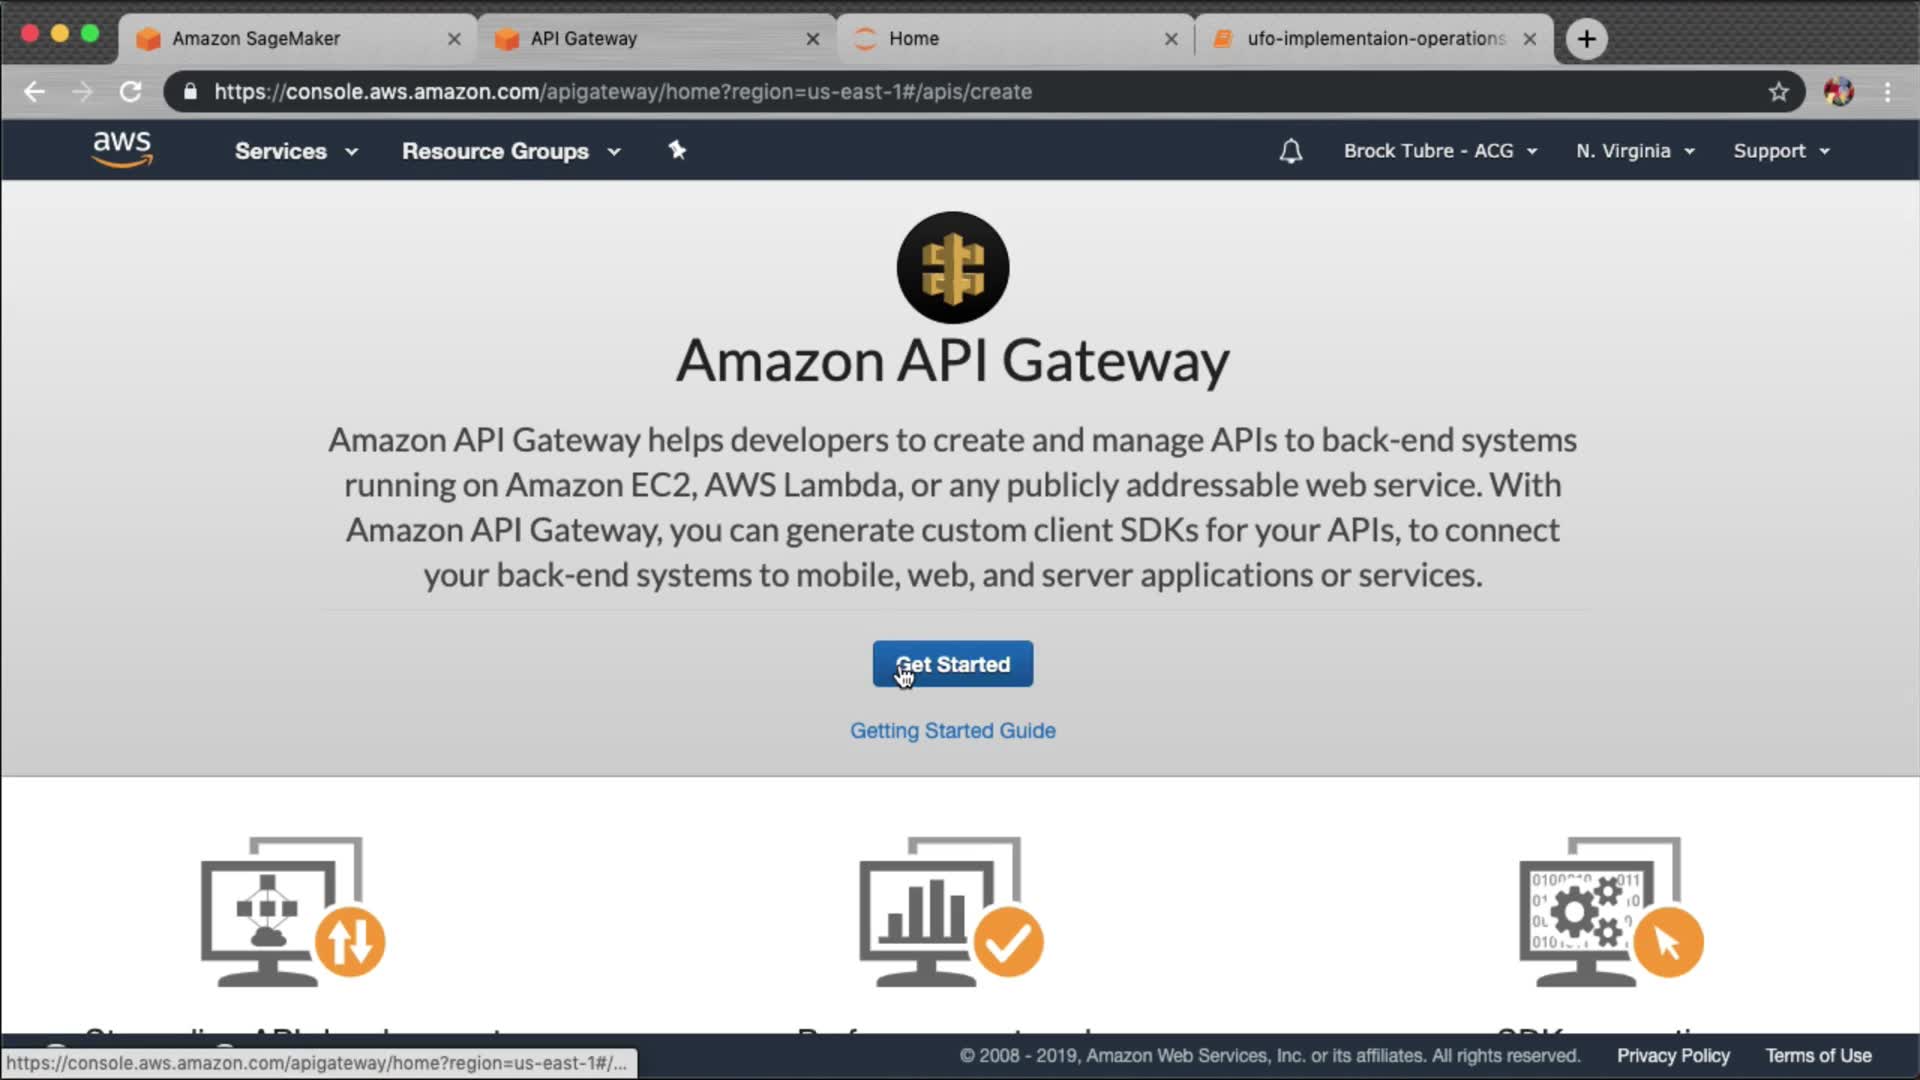 Amazon SageMaker
API Gateway
Home
ufo-implementaion-operations
https://console.aws.amazon.com/apigateway/home?region=us-east-1#/apis/create
aws
Services
Resource Groups
Brock Tubre - ACG
N. Virginia
Support
Amazon API Gateway
Amazon API Gateway helps developers to create and manage APIs to back-end systems
running on Amazon EC2, AWS Lambda, or any publicly addressable web service. With
Amazon API Gateway, you can generate custom client SDKs for your APIs, to connect
your back-end systems to mobile, web, and server applications or services.
Get Started
Getting Started Guide
https://console.aws.amazon.com/apigateway/home?region=us-east-1#/...
© 2008 - 2019, Amazon Web Services, Inc. or its affiliates. All rights reserved.
Privacy Policy
Terms of Use